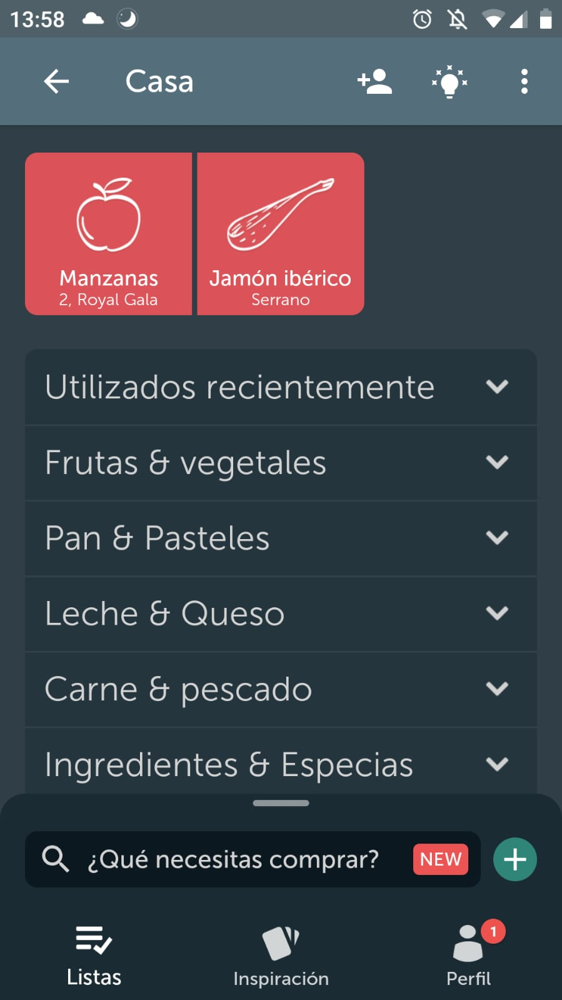 13:58
Casa
Manzanas
2, Royal Gala
Jamón ibérico
Serrano
Utilizados recientemente
Frutas & vegetales
Pan & Pasteles
Leche & Queso
Carne & pescado
Ingredientes & Especias
¿Qué necesitas comprar? NEW
1
Listas
Inspiración
Perfil